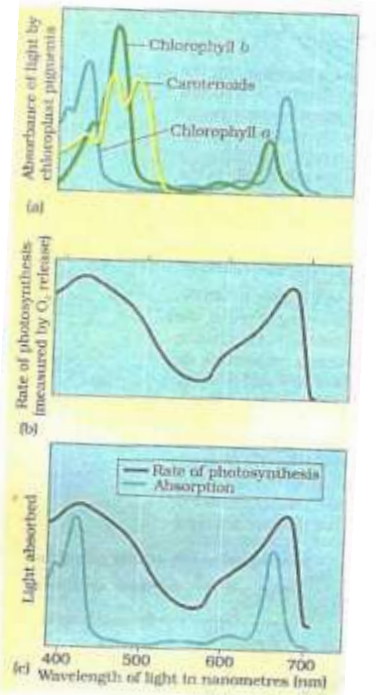 Absorbance of light by
chloroplast pigments
Chlorophyll b
Carotenoids
Chlorophyll a
(a)
Rate of photosynthesis
(measured by O2 release)
(b)
Light absorbed
Rate of photosynthesis
Absorption
400 500 600 700
(c) Wavelength of light in nanometres (nm)